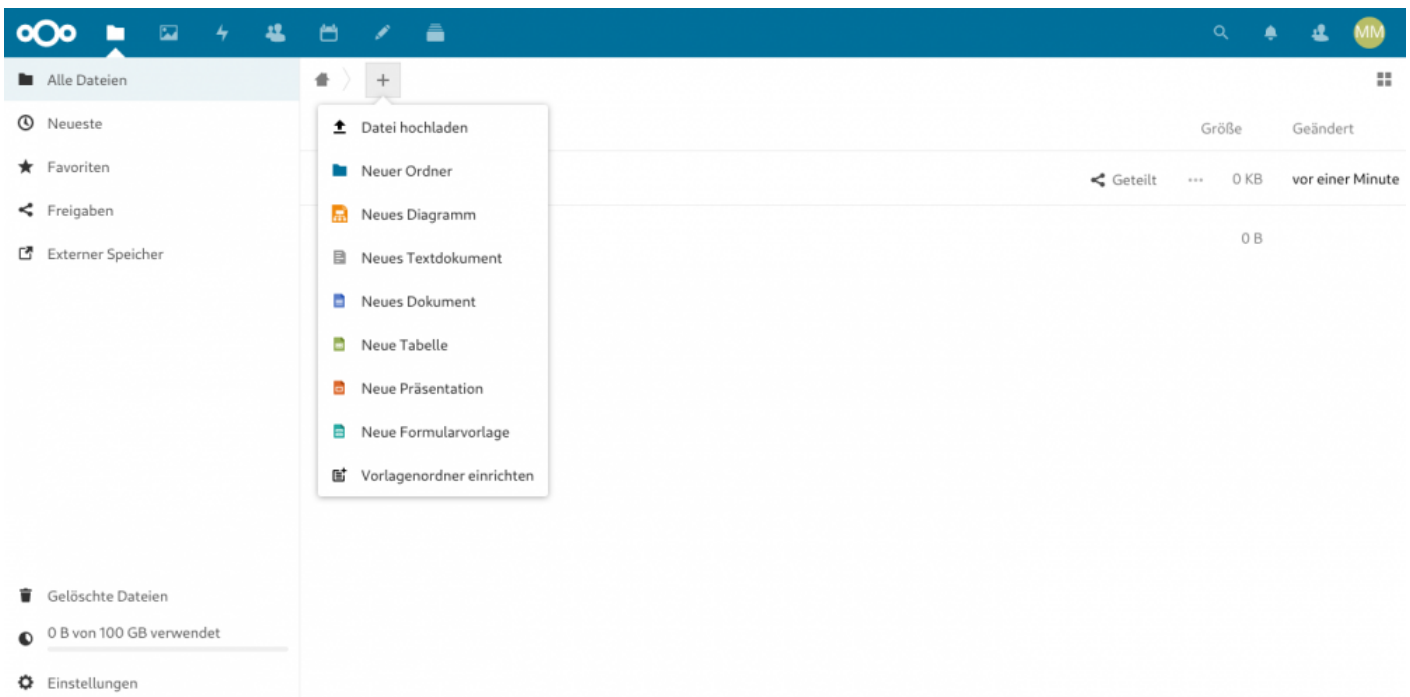 MM
Alle Dateien
Neueste
Favoriten
Freigaben
Externer Speicher
Datei hochladen
Neuer Ordner
Neues Diagramm
Neues Textdokument
Neues Dokument
Neue Tabelle
Neue Präsentation
Neue Formularvorlage
Vorlagenordner einrichten
Größe Geändert
Geteilt ... 0 KB vor einer Minute
0 B
Gelöschte Dateien
0 B von 100 GB verwendet
Einstellungen